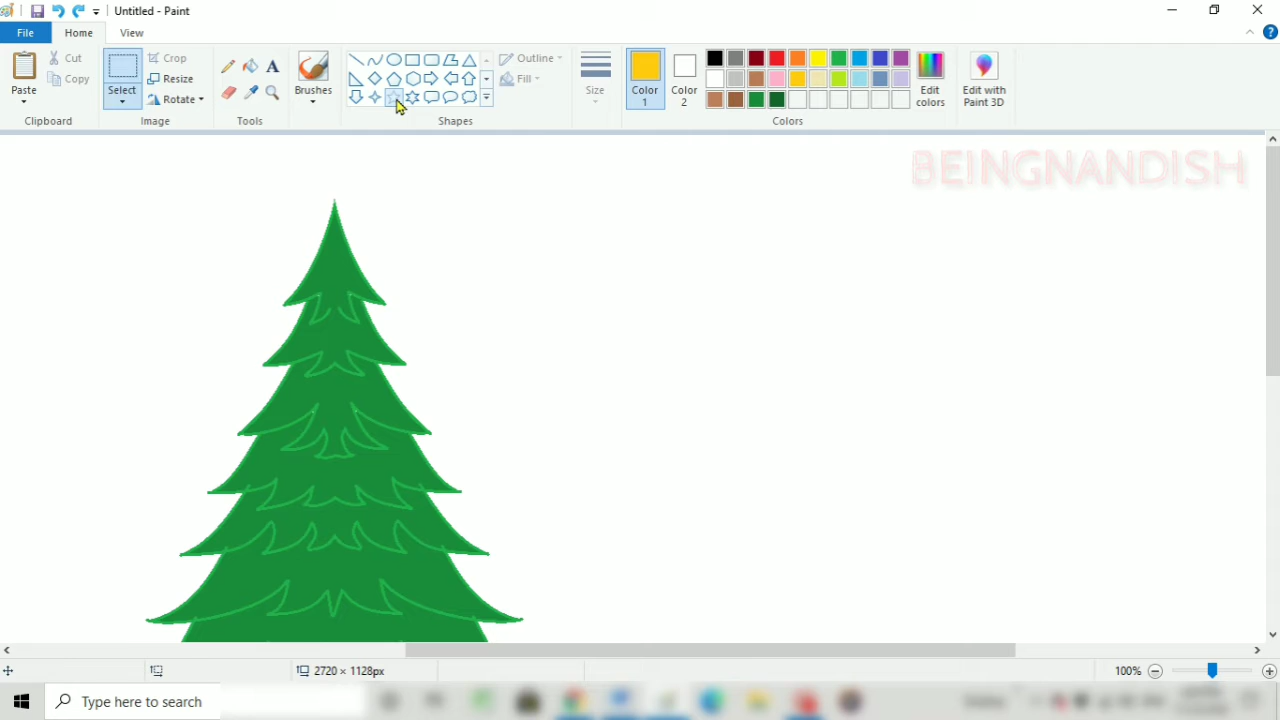 Untitled - Paint
File
Home
View
Paste
Cut
Copy
Clipboard
Select
Crop
Resize
Rotate
Image
A
Tools
Brushes
Shapes
Outline
Fill
Size
Color 1
Color 2
Edit colors
Edit with Paint 3D
Colors
BEINGNANDISH
2720 × 1128px
100%
Type here to search